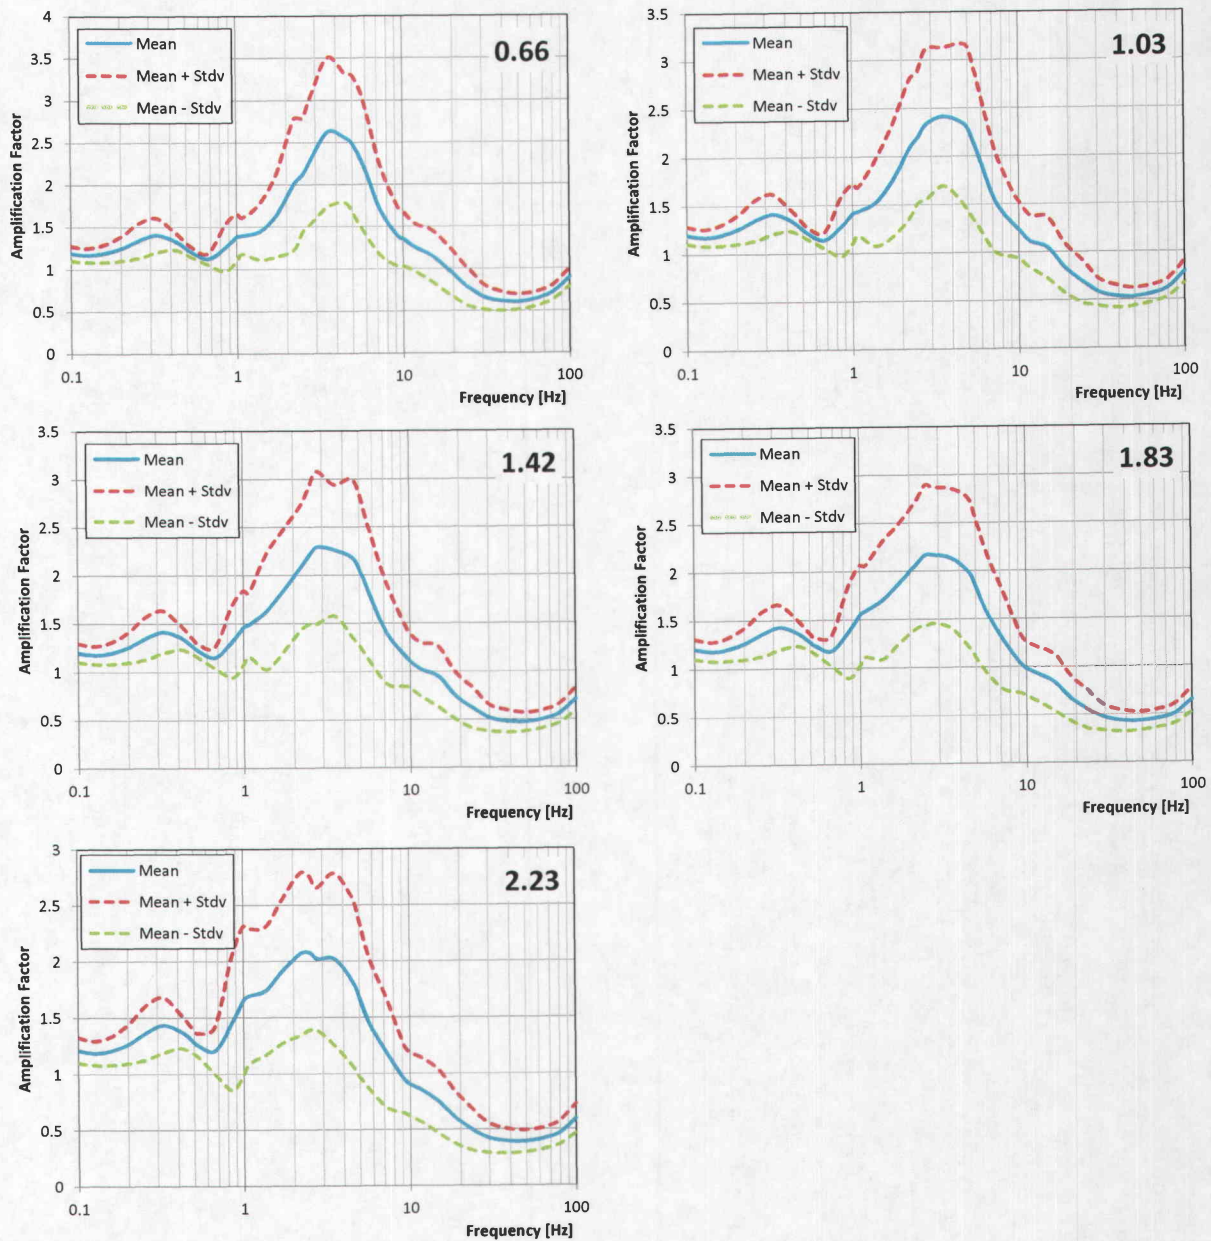 4
3.5
3
2.5
2
1.5
1
0.5
0
Amplification Factor
Mean
Mean + Stdv
Mean - Stdv
0.66
0.1
1
10
100
Frequency [Hz]
3.5
3
2.5
2
1.5
1
0.5
0
Amplification Factor
Mean
Mean + Stdv
Mean - Stdv
1.03
0.1
1
10
100
Frequency [Hz]
3.5
3
2.5
2
1.5
1
0.5
0
Amplification Factor
Mean
Mean + Stdv
Mean - Stdv
1.42
0.1
1
10
100
Frequency [Hz]
3.5
3
2.5
2
1.5
1
0.5
0
Amplification Factor
Mean
Mean + Stdv
Mean - Stdv
1.83
0.1
1
10
100
Frequency [Hz]
3
2.5
2
1.5
1
0.5
0
Amplification Factor
Mean
Mean + Stdv
Mean - Stdv
2.23
0.1
1
10
100
Frequency [Hz]